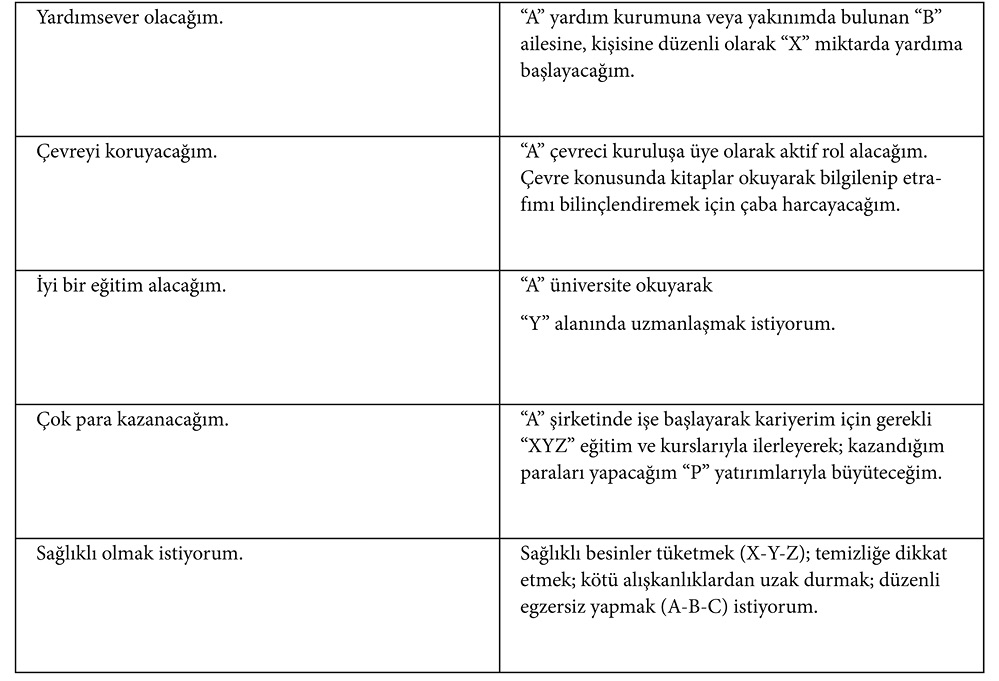 Yardımsever olacağım.
“A” yardım kurumuna veya yakınımda bulunan “B”
ailesine, kişisine düzenli olarak “X” miktarda yardıma
başlayacağım.
Çevreyi koruyacağım.
“A” çevreci kuruluşa üye olarak aktif rol alacağım.
Çevre konusunda kitaplar okuyarak bilgilenip etra-
fımı bilinçlendiremek için çaba harcayacağım.
İyi bir eğitim alacağım.
“A” üniversite okuyarak
“Y” alanında uzmanlaşmak istiyorum.
Çok para kazanacağım.
“A” şirketinde işe başlayarak kariyerim için gerekli
“XYZ” eğitim ve kurslarıyla ilerleyerek; kazandığım
paraları yapacağım “P” yatırımlarıyla büyüteceğim.
Sağlıklı olmak istiyorum.
Sağlıklı besinler tüketmek (X-Y-Z); temizliğe dikkat
etmek; kötü alışkanlıklardan uzak durmak; düzenli
egzersiz yapmak (A-B-C) istiyorum.